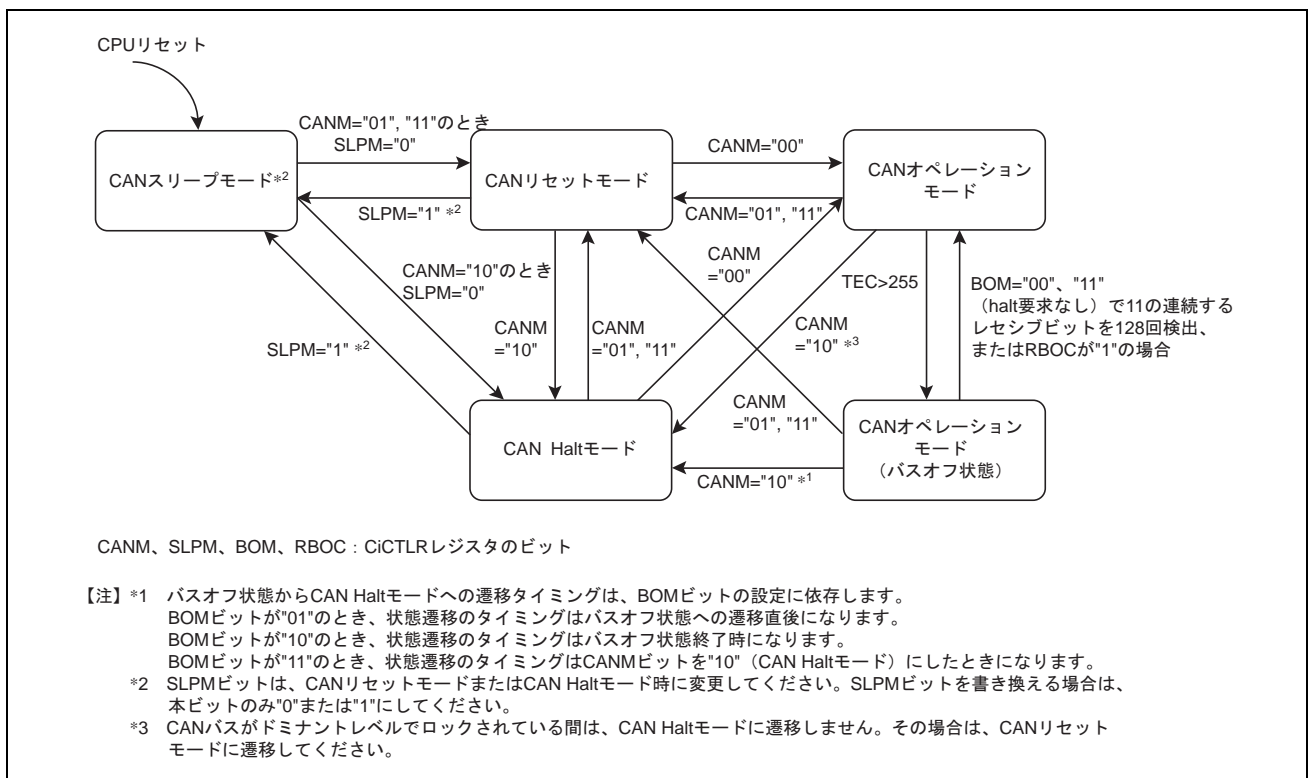 CPUリセット
CANM="01", "11"のとき
SLPM="0"
CANM="00"
CANスリープモード*2
CANリセットモード
CANオペレーション
モード
SLPM="1" *2
CANM="01", "11"
CANM="10"のとき
SLPM="0"
CANM
="00"
TEC>255
BOM="00"、"11"
（halt要求なし）で11の連続する
レセシブビットを128回検出、
またはRBOCが"1"の場合
SLPM="1" *2
CANM
="10"
CANM
="01", "11"
CANM
="10" *3
CANM
="01", "11"
CAN Haltモード
CANオペレーション
モード
（バスオフ状態）
CANM="10" *1
CANM、SLPM、BOM、RBOC：CiCTLRレジスタのビット
【注】*1 バスオフ状態からCAN Haltモードへの遷移タイミングは、BOMビットの設定に依存します。
BOMビットが"01"のとき、状態遷移のタイミングはバスオフ状態への遷移直後になります。
BOMビットが"10"のとき、状態遷移のタイミングはバスオフ状態終了時になります。
BOMビットが"11"のとき、状態遷移のタイミングはCANMビットを"10"（CAN Haltモード）にしたときになります。
*2 SLPMビットは、CANリセットモードまたはCAN Haltモード時に変更してください。SLPMビットを書き換える場合は、
本ビットのみ"0"または"1"にしてください。
*3 CANバスがドミナントレベルでロックされている間は、CAN Haltモードに遷移しません。その場合は、CANリセット
モードに遷移してください。